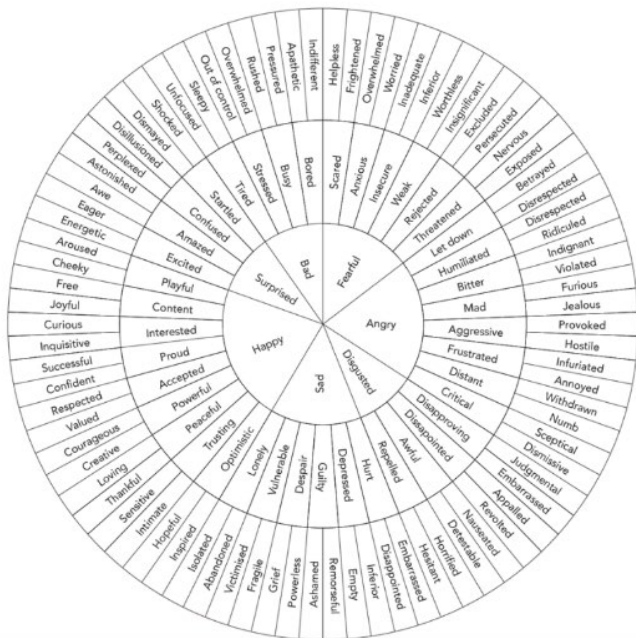 Fearful
Angry
Disgusted
Sad
Happy
Surprised
Bad
Scared
Anxious
Insecure
Weak
Rejected
Threatened
Let down
Humiliated
Bitter
Mad
Aggressive
Frustrated
Distant
Critical
Disapproving
Dissapointed
Awful
Repelled
Hurt
Depressed
Guilty
Despair
Vulnerable
Lonely
Optimistic
Trusting
Peaceful
Powerful
Accepted
Proud
Interested
Content
Playful
Excited
Amazed
Confused
Startled
Tired
Stressed
Busy
Bored
Helpless
Frightened
Overwhelmed
Worried
Inadequate
Inferior
Worthless
Insignificant
Excluded
Persecuted
Nervous
Exposed
Betrayed
Disrespected
Disrespected
Ridiculed
Indignant
Violated
Furious
Jealous
Provoked
Hostile
Infuriated
Annoyed
Withdrawn
Numb
Sceptical
Dismissive
Judgmental
Embarrassed
Appalled
Revolted
Nauseated
Detestable
Horrified
Hesitant
Embarrassed
Disappointed
Inferior
Empty
Remorseful
Ashamed
Powerless
Grief
Fragile
Victimised
Abandoned
Isolated
Inspired
Hopeful
Intimate
Sensitive
Thankful
Loving
Creative
Courageous
Valued
Respected
Confident
Successful
Inquisitive
Curious
Joyful
Free
Cheeky
Aroused
Energetic
Eager
Awe
Astonished
Perplexed
Disillusioned
Dismayed
Shocked
Unfocused
Sleepy
Out of control
Overwhelmed
Rushed
Pressured
Apathetic
Indifferent